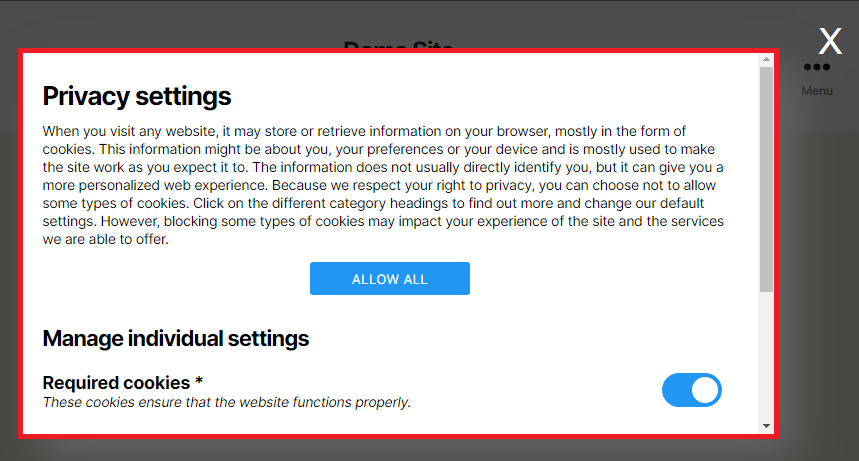 Demo Site
X
Menu
Privacy settings
When you visit any website, it may store or retrieve information on your browser, mostly in the form of
cookies. This information might be about you, your preferences or your device and is mostly used to make
the site work as you expect it to. The information does not usually directly identify you, but it can give you a
more personalized web experience. Because we respect your right to privacy, you can choose not to allow
some types of cookies. Click on the different category headings to find out more and change our default
settings. However, blocking some types of cookies may impact your experience of the site and the services
we are able to offer.
ALLOW ALL
Manage individual settings
Required cookies *
These cookies ensure that the website functions properly.